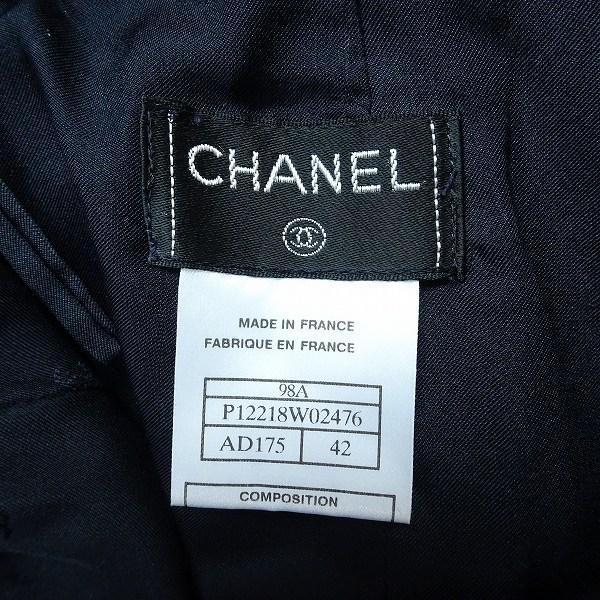 CHANEL
MADE IN FRANCE
FABRIQUE EN FRANCE
98A
P12218W02476
AD175 42
COMPOSITION